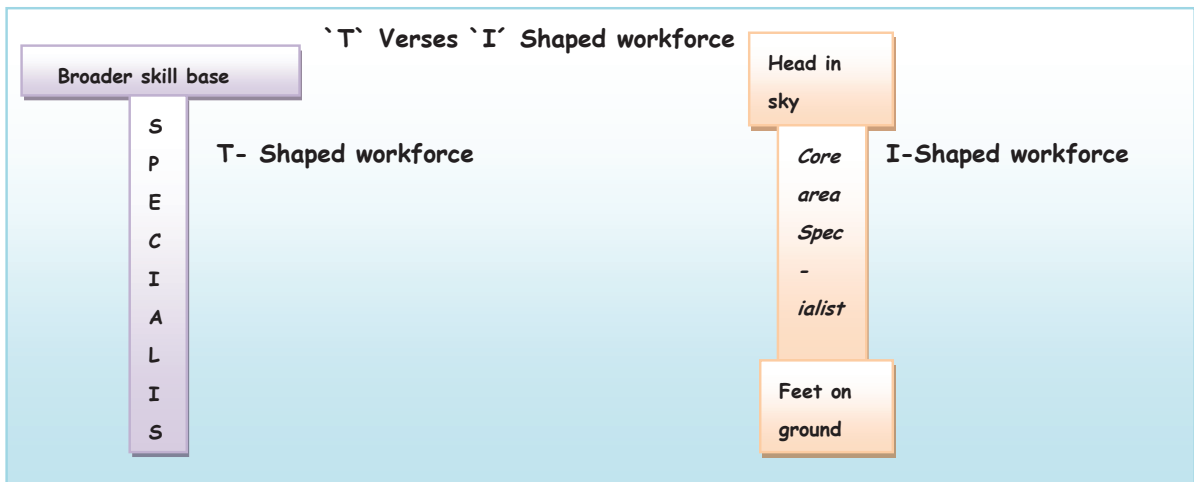 `T` Verses `I´ Shaped workforce
Broader skill base
S
P
E
C
I
A
L
I
S
T- Shaped workforce
Head in
sky
Core
area
Spec
-
ialist
Feet on
ground
I-Shaped workforce